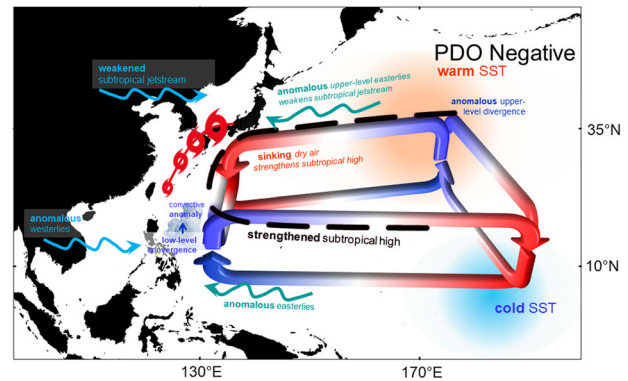 PDO Negative
warm SST
weakened
subtropical jetstream
anomalous upper-level easterlies
weakens subtropical jetstream
anomalous upper-
level divergence
35°N
sinking dry air
strengthens subtropical high
convective
anomaly
anomalous
westerlies
low-level
convergence
strengthened subtropical high
10°N
anomalous easterlies
cold SST
130°E
170°E